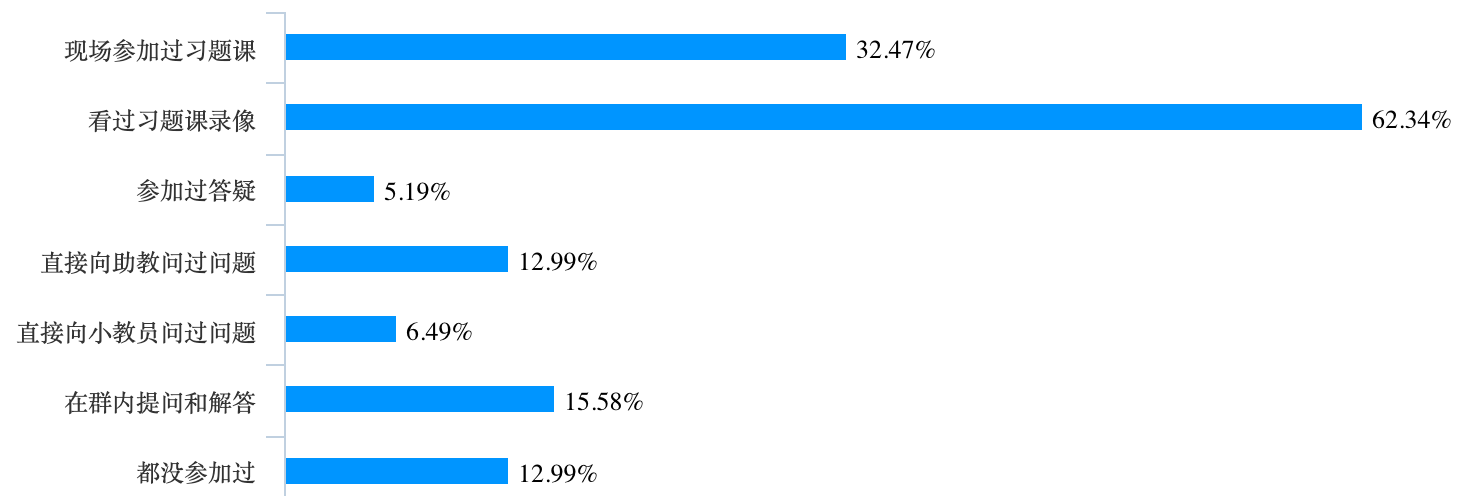 现场参加过习题课 32.47%
看过习题课录像 62.34%
参加过答疑 5.19%
直接向助教问过问题 12.99%
直接向小教员问过问题 6.49%
在群内提问和解答 15.58%
都没参加过 12.99%